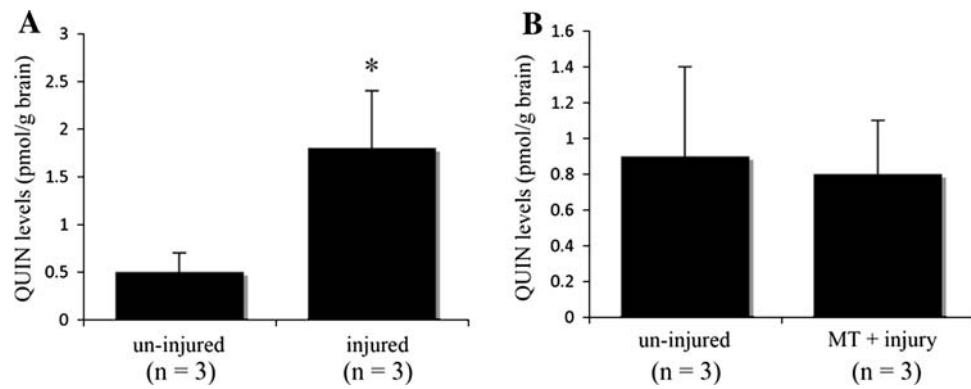 A
QUIN levels (pmol/g brain)
3
2.5
2
1.5
1
0.5
0
*
un-injured injured
(n = 3) (n = 3)
B
QUIN levels (pmol/g brain)
1.6
1.4
1.2
1
0.8
0.6
0.4
0.2
0
un-injured MT + injury
(n = 3) (n = 3)